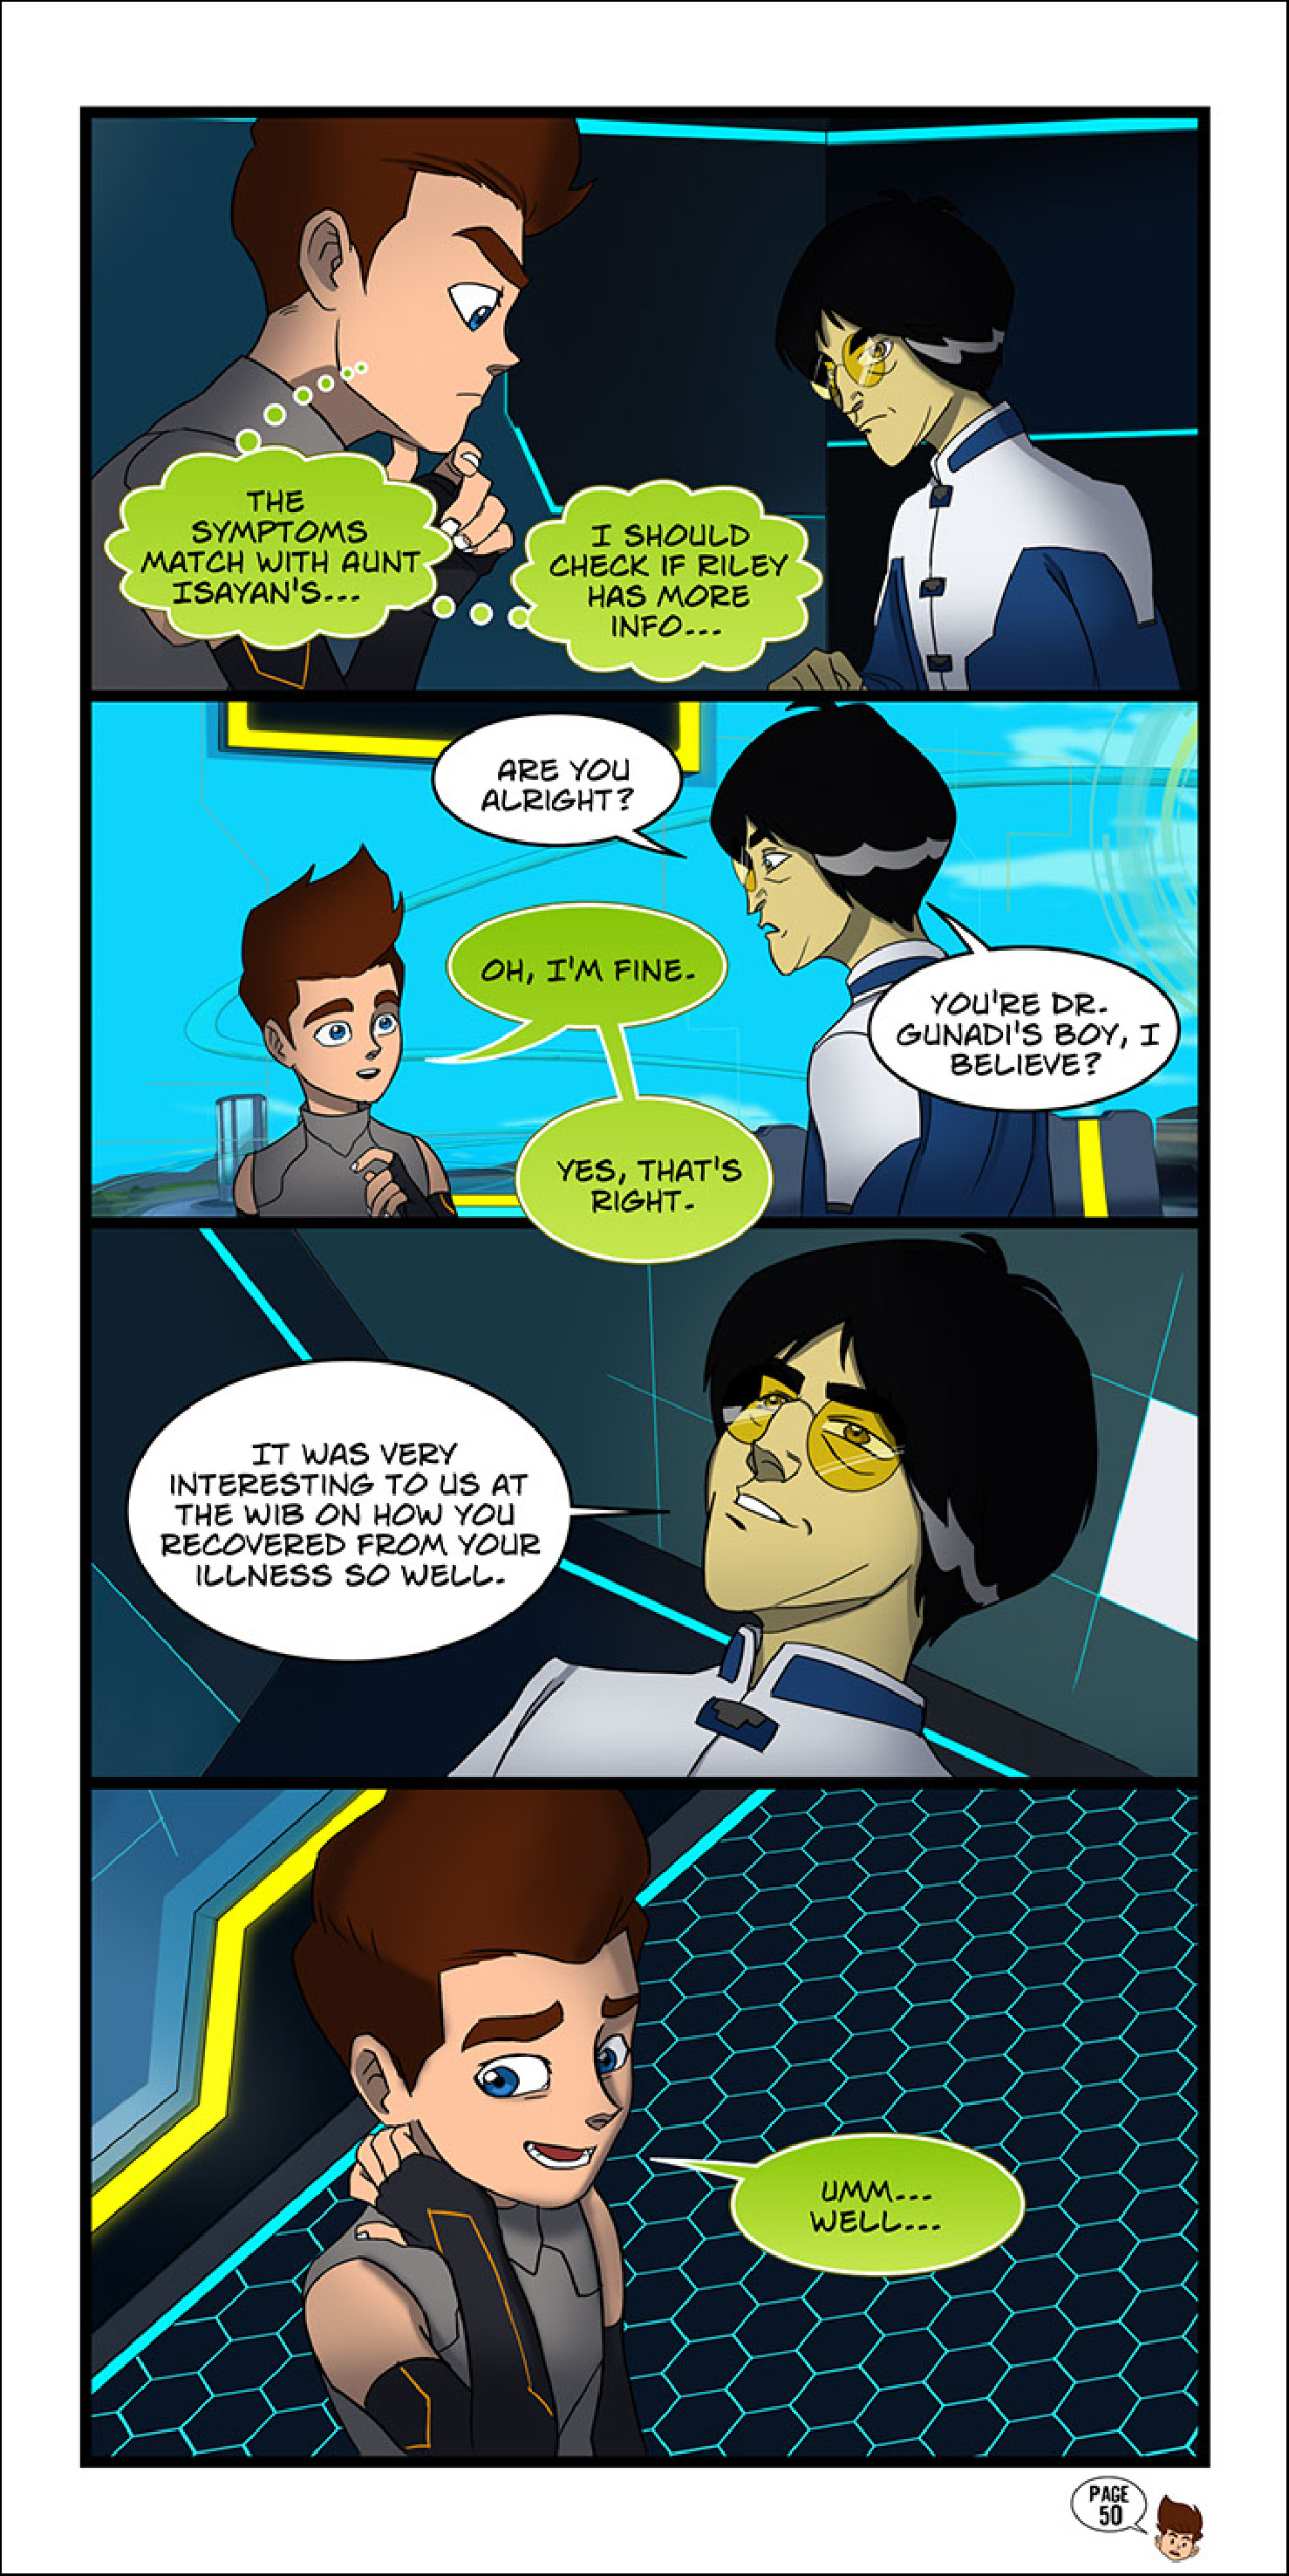 THE
SYMPTOMS
MATCH WITH AUNT
ISAYAN'S...
I SHOULD
CHECK IF RILEY
HAS MORE
INFO...
ARE YOU
ALRIGHT?
OH, I'M FINE.
YOU'RE DR.
GUNADI'S BOY, I
BELIEVE?
YES, THAT'S
RIGHT.
IT WAS VERY
INTERESTING TO US AT
THE WIB ON HOW YOU
RECOVERED FROM YOUR
ILLNESS SO WELL.
UMM...
WELL...
PAGE
50